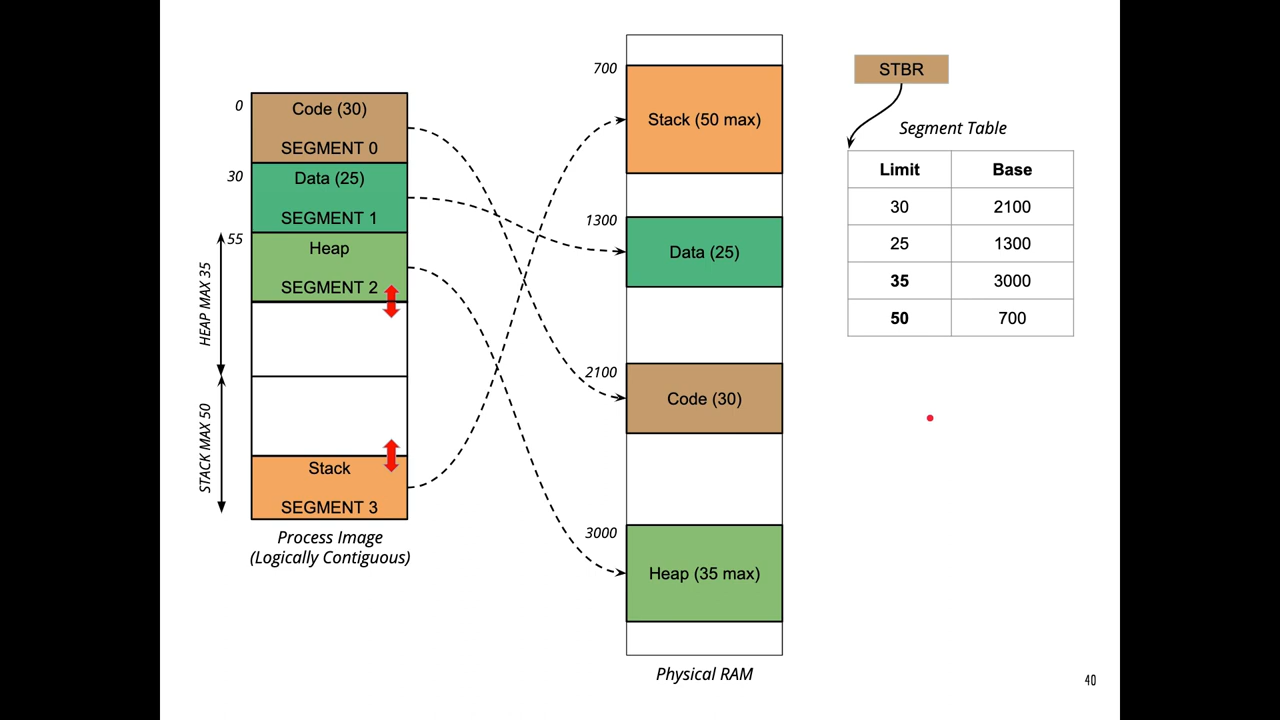 0
Code (30)
SEGMENT 0
30
Data (25)
SEGMENT 1
55
Heap
SEGMENT 2
HEAP MAX 35
STACK MAX 50
Stack
SEGMENT 3
Process Image
(Logically Contiguous)
700
Stack (50 max)
1300
Data (25)
2100
Code (30)
3000
Heap (35 max)
Physical RAM
STBR
Segment Table
Limit Base
30 2100
25 1300
35 3000
50 700
40